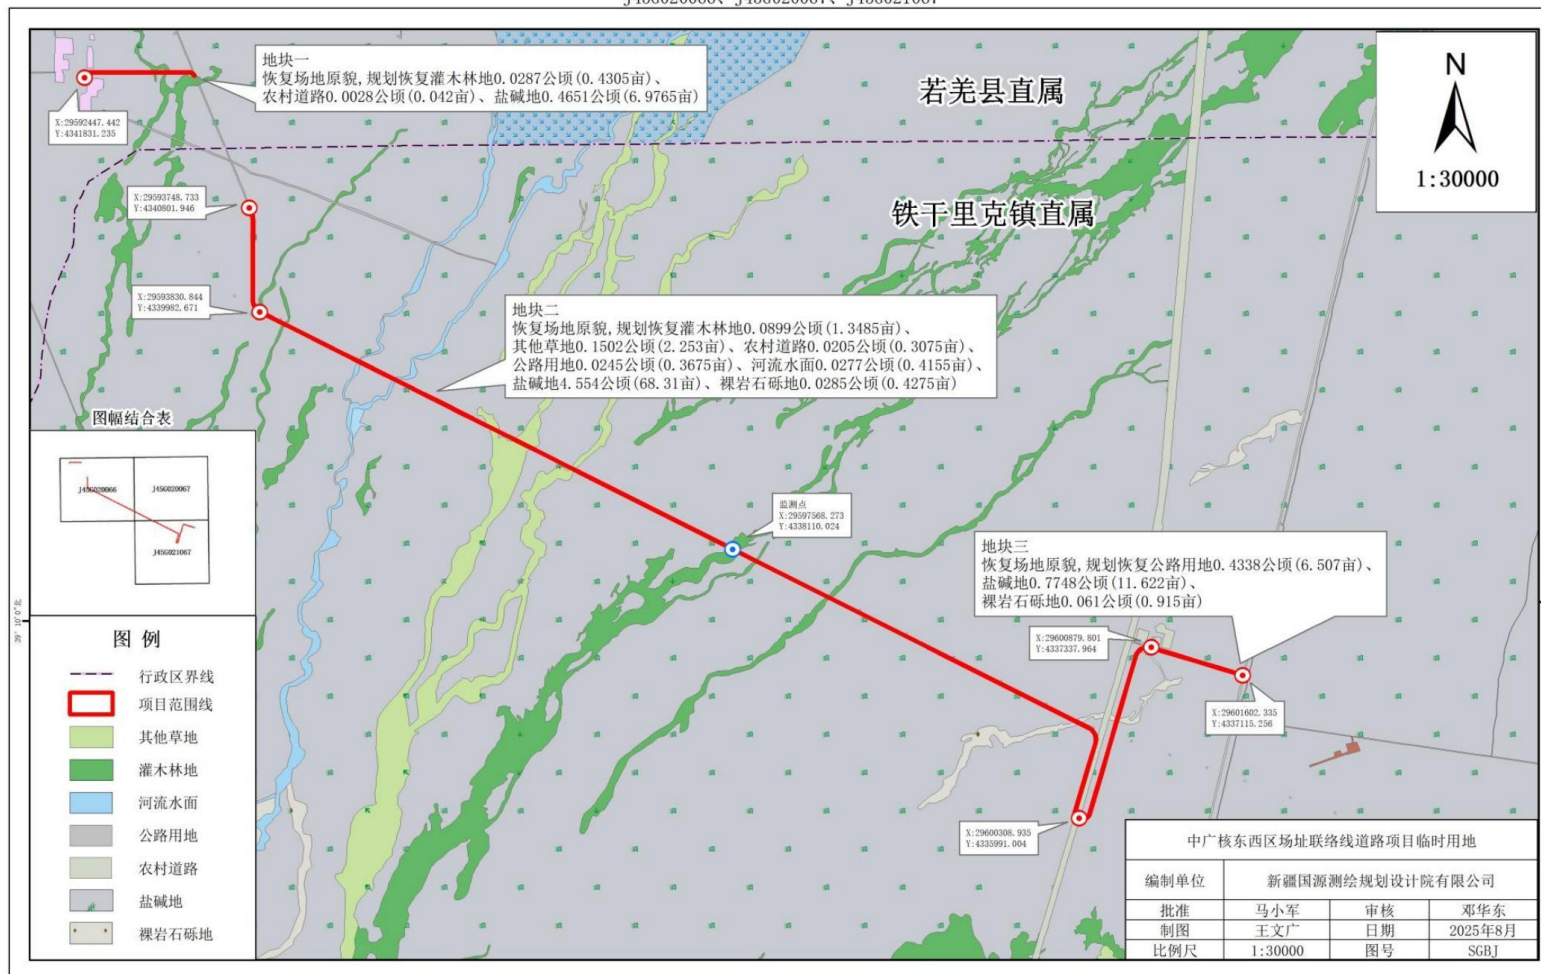 J45G020066、J45G020067、J45G021067
地块一
恢复场地原貌,规划恢复灌木林地0.0287公顷(0.4305亩)、
农村道路0.0028公顷(0.042亩)、盐碱地0.4651公顷(6.9765亩)
X:29592447.442
Y:4341831.235
若羌县直属
N
1:30000
X:29593748.733
Y:4340801.946
铁干里克镇直属
X:29593830.844
Y:4339982.671
地块二
恢复场地原貌,规划恢复灌木林地0.0899公顷(1.3485亩)、
其他草地0.1502公顷(2.253亩)、农村道路0.0205公顷(0.3075亩)、
公路用地0.0245公顷(0.3675亩)、河流水面0.0277公顷(0.4155亩)、
盐碱地4.554公顷(68.31亩)、裸岩石砾地0.0285公顷(0.4275亩)
图幅结合表
J45G020066
J45G020067
J45G021067
监测点
X:29597568.273
Y:4338110.024
地块三
恢复场地原貌,规划恢复公路用地0.4338公顷(6.507亩)、
盐碱地0.7748公顷(11.622亩)、
裸岩石砾地0.061公顷(0.915亩)
39°10′0″北
X:29600879.801
Y:4337337.964
X:29601602.335
Y:4337115.256
X:29600308.935
Y:4335991.004
图 例
行政区界线
项目范围线
其他草地
灌木林地
河流水面
公路用地
农村道路
盐碱地
裸岩石砾地
中广核东西区场址联络线道路项目临时用地
编制单位 新疆国源测绘规划设计院有限公司
批准 马小军 审核 邓华东
制图 王文广 日期 2025年8月
比例尺 1:30000 图号 SGBJ